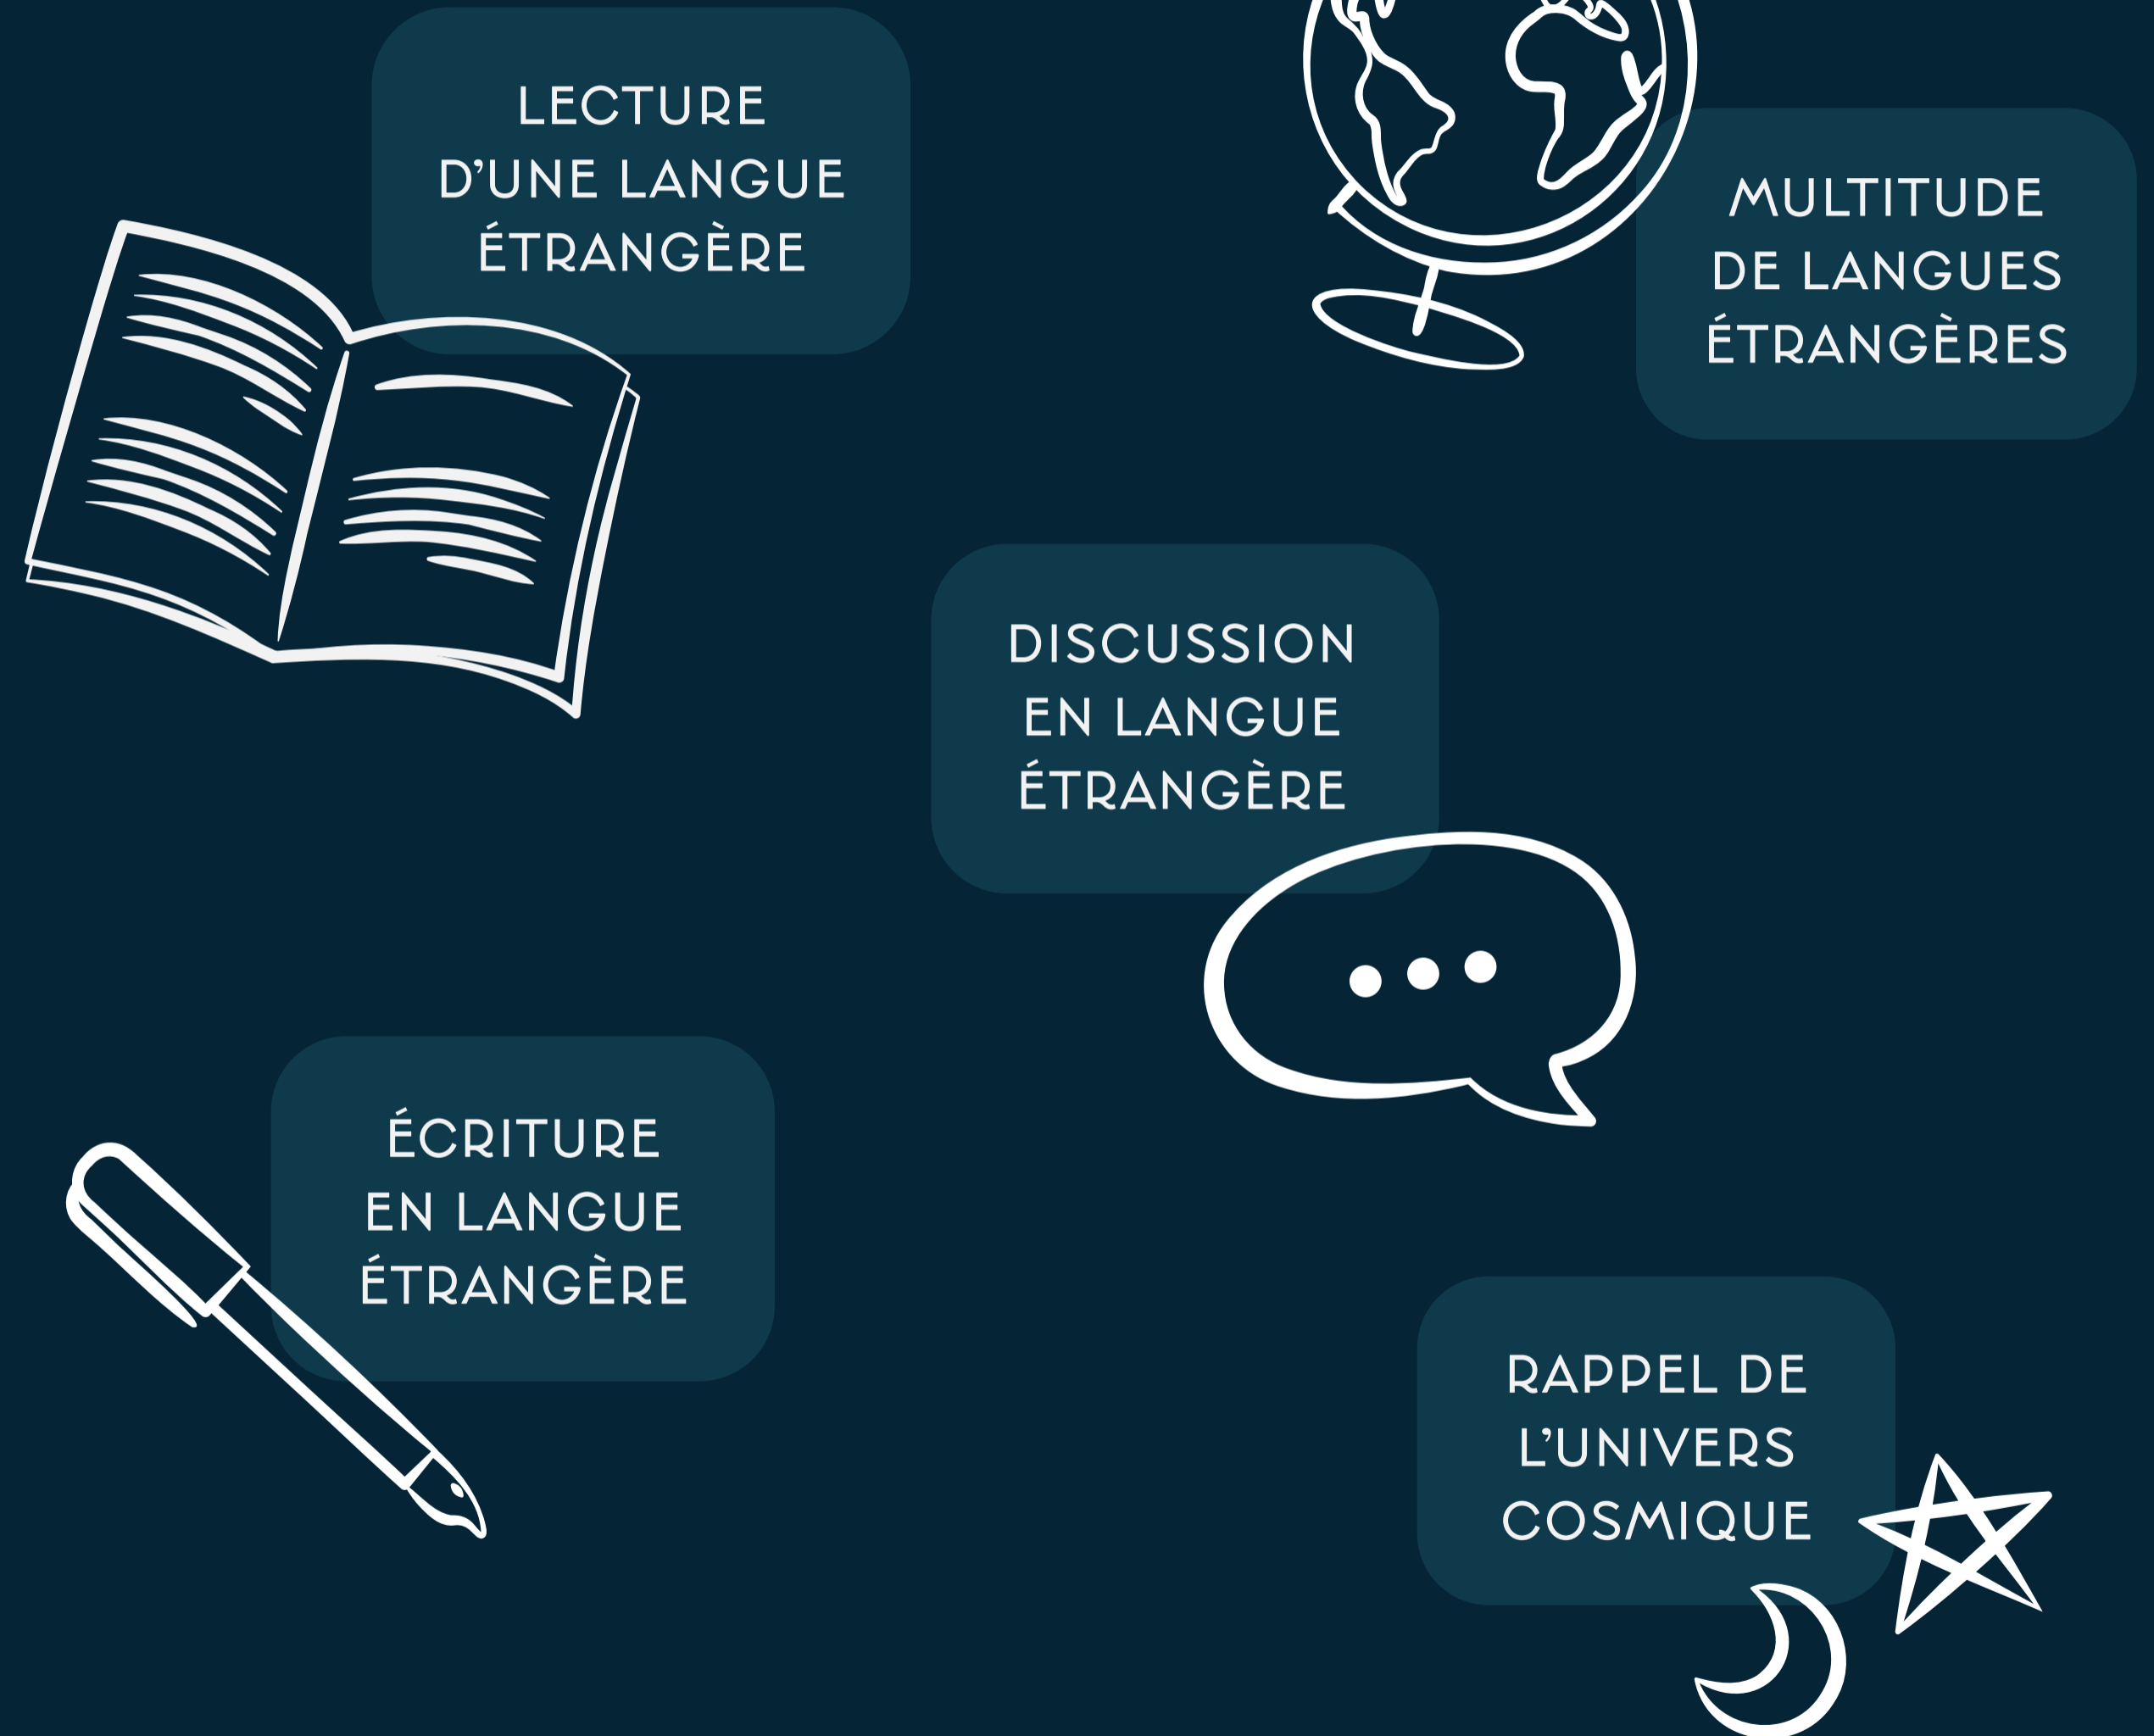 LECTURE
D'UNE LANGUE
ÉTRANGÈRE
MULTITUDE
DE LANGUES
ÉTRANGÈRES
DISCUSSION
EN LANGUE
ÉTRANGÈRE
ÉCRITURE
EN LANGUE
ÉTRANGÈRE
RAPPEL DE
L'UNIVERS
COSMIQUE